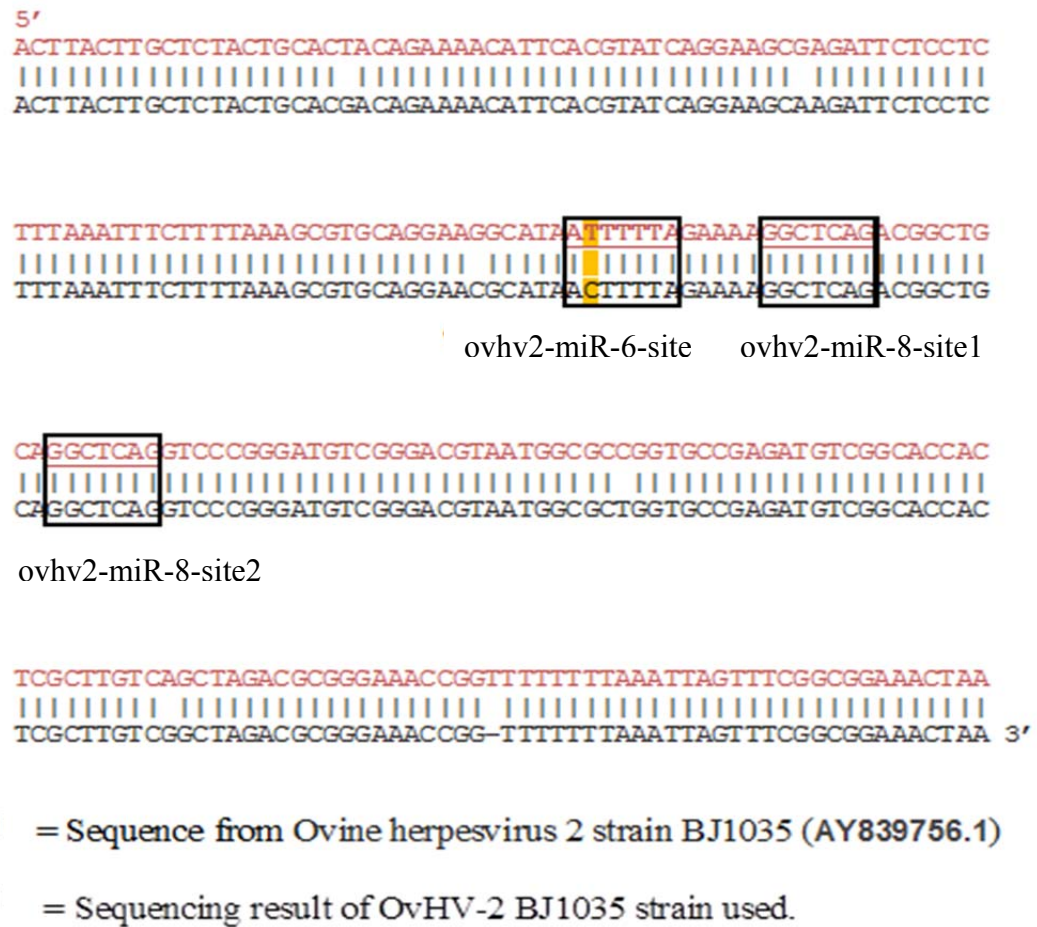 5′
ACTTACTTGCTCTACTGCACTACAGAAAACATTCACGTATCAGGAAGCGAGATTCTCCTC
ACTTACTTGCTCTACTGCACGACAGAAAACATTCACGTATCAGGAAGCAAGATTCTCCTC
TTTAAATTTCTTTTAAAGCGTGCAGGAAGGCATAATTTTTAGAAAAGGCTCAGACGGCTG
TTTAAATTTCTTTTAAAGCGTGCAGGAACGCATAACTTTTAGAAAAGGCTCAGACGGCTG
ovhv2-miR-6-site ovhv2-miR-8-site1
CAGGCTCAGGTCCCGGGATGTCGGGACGTAATGGCGCCGGTGCCGAGATGTCGGCACCAC
CAGGCTCAGGTCCCGGGATGTCGGGACGTAATGGCGCTGGTGCCGAGATGTCGGCACCAC
ovhv2-miR-8-site2
TCGCTTGTCAGCTAGACGCGGGAAACCGGTTTTTTTTAAATTAGTTTCGGCGGAAACTAA
TCGCTTGTCGGCTAGACGCGGGAAACCGG-TTTTTTTAAATTAGTTTCGGCGGAAACTAA 3′
= Sequence from Ovine herpesvirus 2 strain BJ1035 (AY839756.1)
= Sequencing result of OvHV-2 BJ1035 strain used.